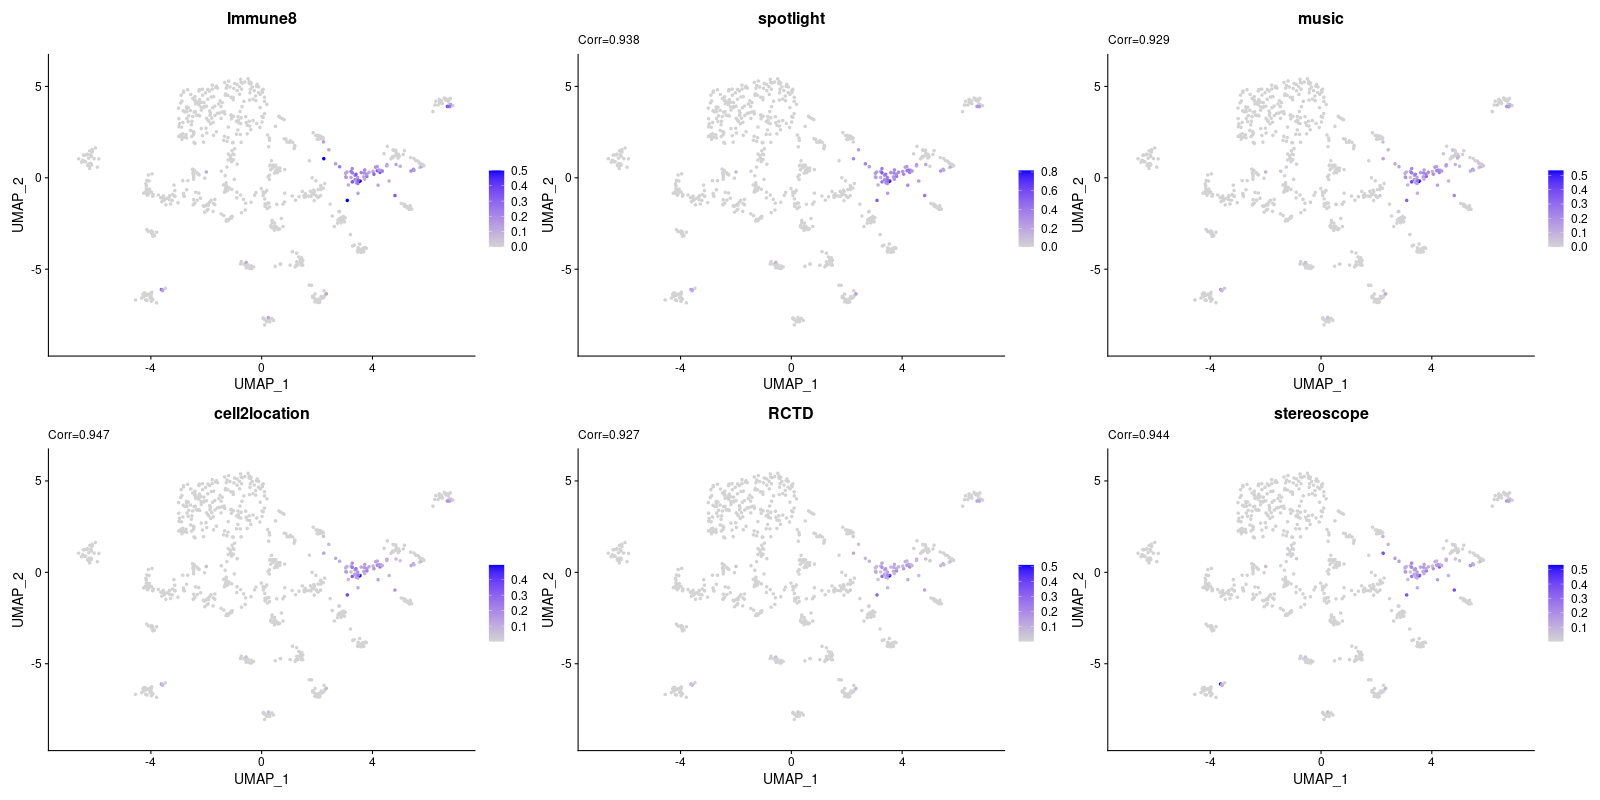 Immune8
UMAP_2
5
0
-5
-4
0
4
UMAP_1
0.5
0.4
0.3
0.2
0.1
0.0
spotlight
Corr=0.938
UMAP_2
5
0
-5
-4
0
4
UMAP_1
0.8
0.6
0.4
0.2
0.0
music
Corr=0.929
UMAP_2
5
0
-5
-4
0
4
UMAP_1
0.5
0.4
0.3
0.2
0.1
0.0
cell2location
Corr=0.947
UMAP_2
5
0
-5
-4
0
4
UMAP_1
0.4
0.3
0.2
0.1
RCTD
Corr=0.927
UMAP_2
5
0
-5
-4
0
4
UMAP_1
0.5
0.4
0.3
0.2
0.1
stereoscope
Corr=0.944
UMAP_2
5
0
-5
-4
0
4
UMAP_1
0.5
0.4
0.3
0.2
0.1